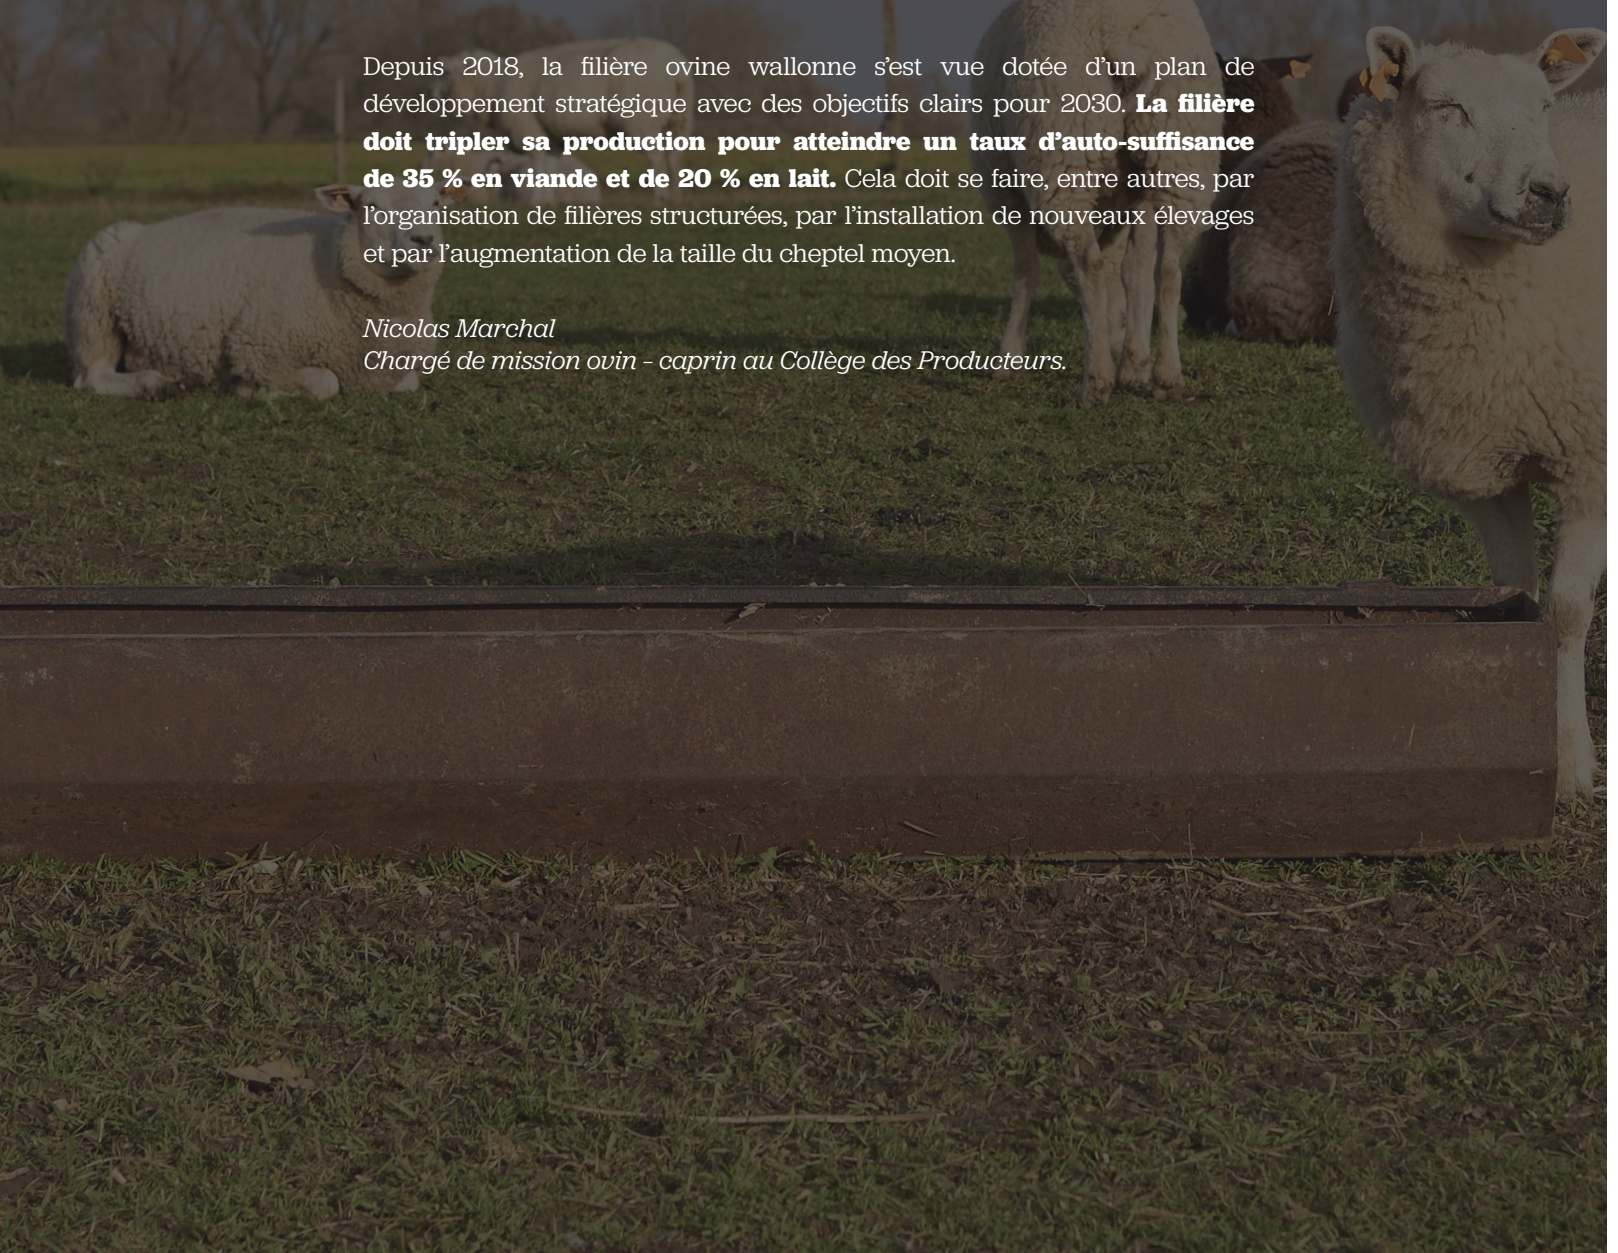 Depuis 2018, la filière ovine wallonne s’est vue dotée d’un plan de
développement stratégique avec des objectifs clairs pour 2030. La filière
doit tripler sa production pour atteindre un taux d’auto-suffisance
de 35 % en viande et de 20 % en lait. Cela doit se faire, entre autres, par
l’organisation de filières structurées, par l’installation de nouveaux élevages
et par l’augmentation de la taille du cheptel moyen.
Nicolas Marchal
Chargé de mission ovin – caprin au Collège des Producteurs.